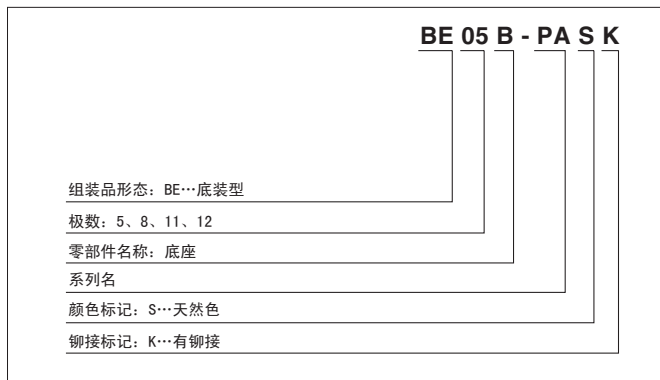 BE 05 B - PA S K
组装品形态：BE…底装型
极数：5、8、11、12
零部件名称：底座
系列名
颜色标记：S…天然色
铆接标记：K…有铆接